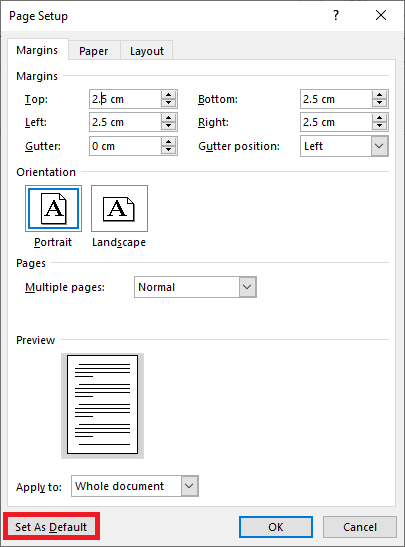 Page Setup ? ×
Margins Paper Layout
Margins
Top: 2.5 cm Bottom: 2.5 cm
Left: 2.5 cm Right: 2.5 cm
Gutter: 0 cm Gutter position: Left
Orientation
A A
Portrait Landscape
Pages
Multiple pages: Normal
Preview
Apply to: Whole document
Set As Default OK Cancel